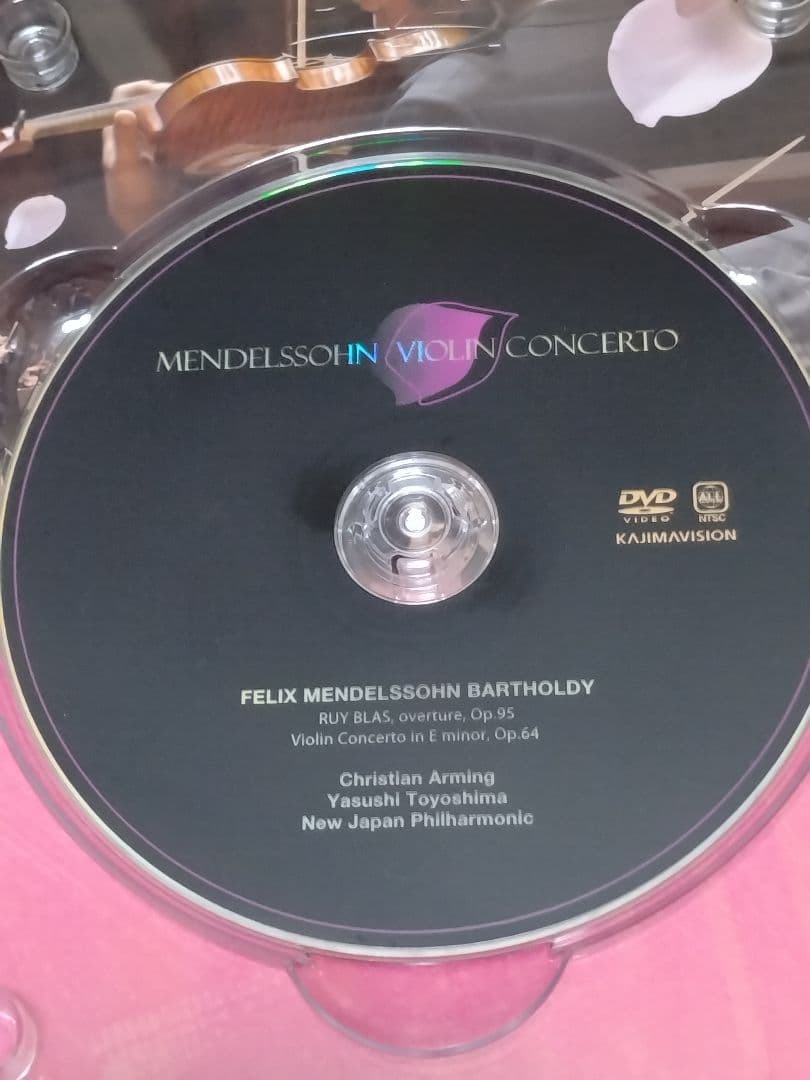 MENDELSSOHN VIOLIN CONCERTO
DVD
VIDEO
ALL
NTSC
KAJIMAVISION
FELIX MENDELSSOHN BARTHOLDY
RUY BLAS, overture, Op.95
Violin Concerto in E minor, Op.64
Christian Arming
Yasushi Toyoshima
New Japan Philharmonic